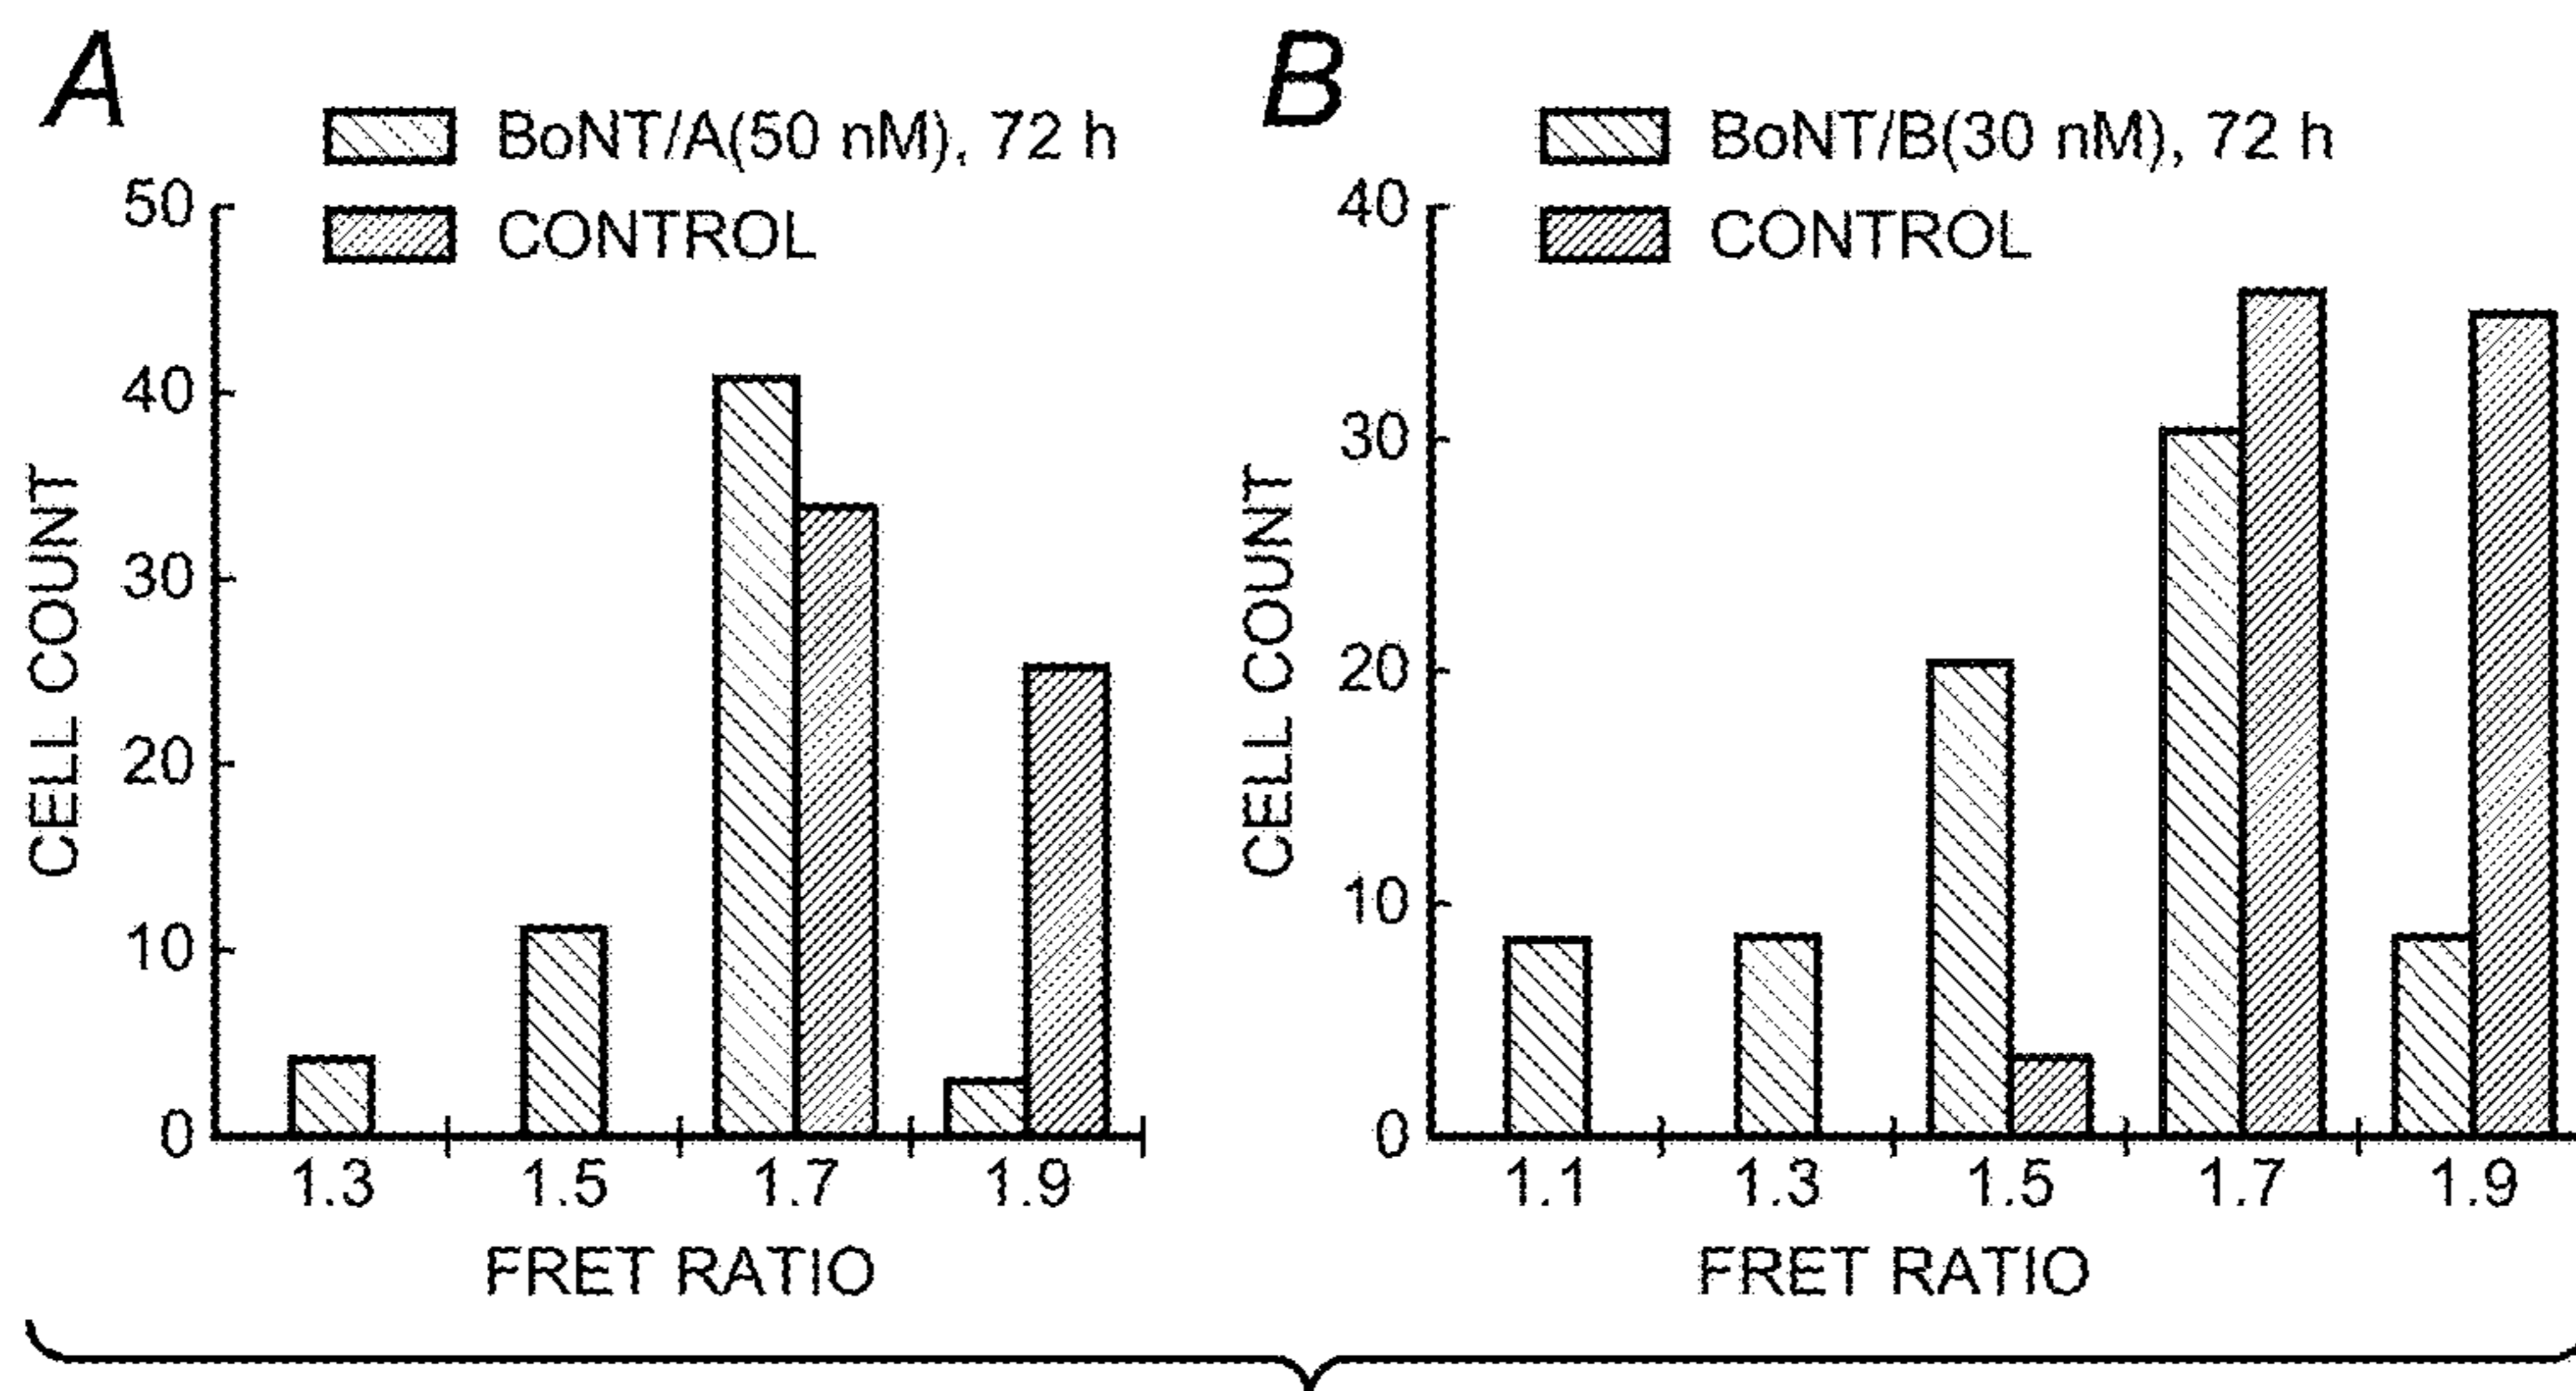 A
BoNT/A(50 nM), 72 h
CONTROL
CELL COUNT
50
40
30
20
10
0
1.3 1.5 1.7 1.9
FRET RATIO
B
BoNT/B(30 nM), 72 h
CONTROL
CELL COUNT
40
30
20
10
0
1.1 1.3 1.5 1.7 1.9
FRET RATIO